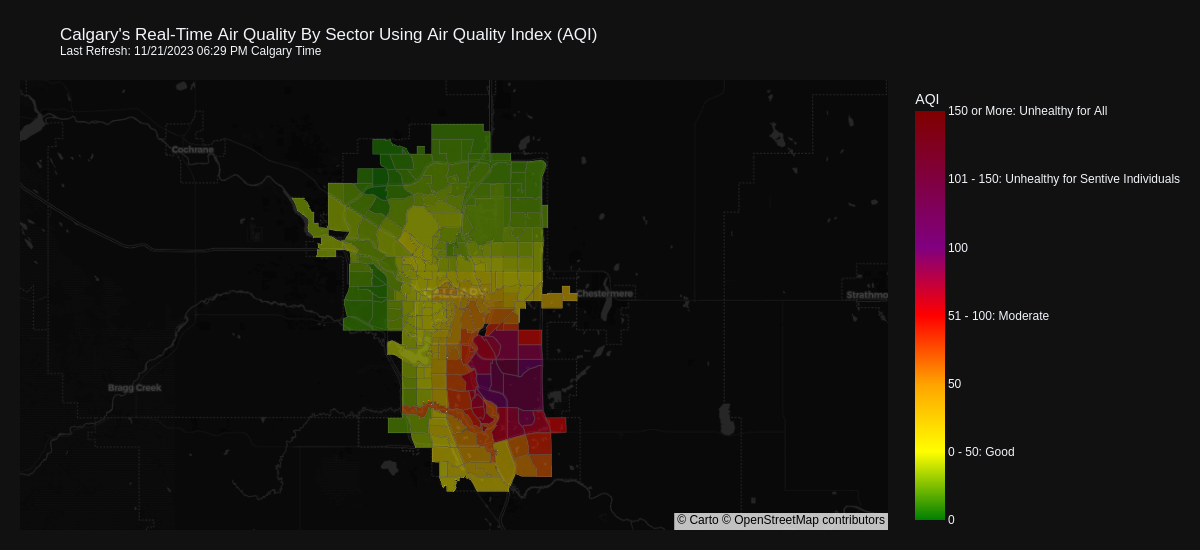 Calgary's Real-Time Air Quality By Sector Using Air Quality Index (AQI)
Last Refresh: 11/21/2023 06:29 PM Calgary Time
AQI
150 or More: Unhealthy for All
101 - 150: Unhealthy for Sentive Individuals
100
51 - 100: Moderate
50
0 - 50: Good
0
Cochrane
Chestermere
Strathmo
Bragg Creek
© Carto © OpenStreetMap contributors